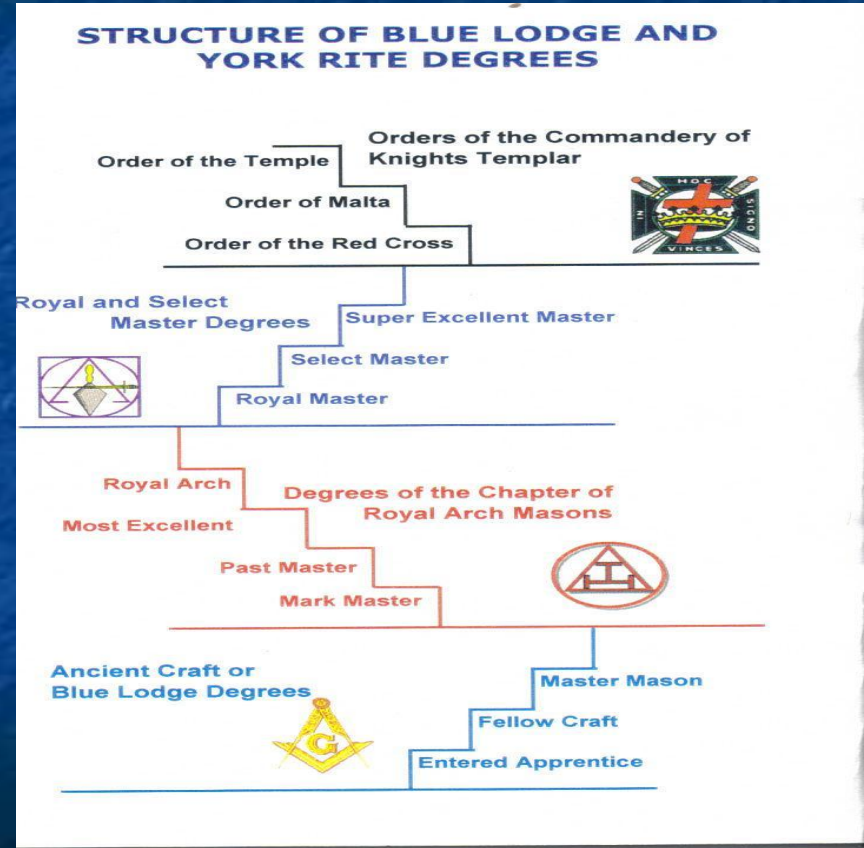 STRUCTURE OF BLUE LODGE AND
YORK RITE DEGREES
Orders of the Commandery of
Knights Templar
Order of the Temple
Order of Malta
Order of the Red Cross
IN
HOC
SIGNO
VINCES
Royal and Select
Master Degrees
Super Excellent Master
Select Master
Royal Master
Royal Arch
Most Excellent
Past Master
Mark Master
Degrees of the Chapter of
Royal Arch Masons
Ancient Craft or
Blue Lodge Degrees
G
Master Mason
Fellow Craft
Entered Apprentice